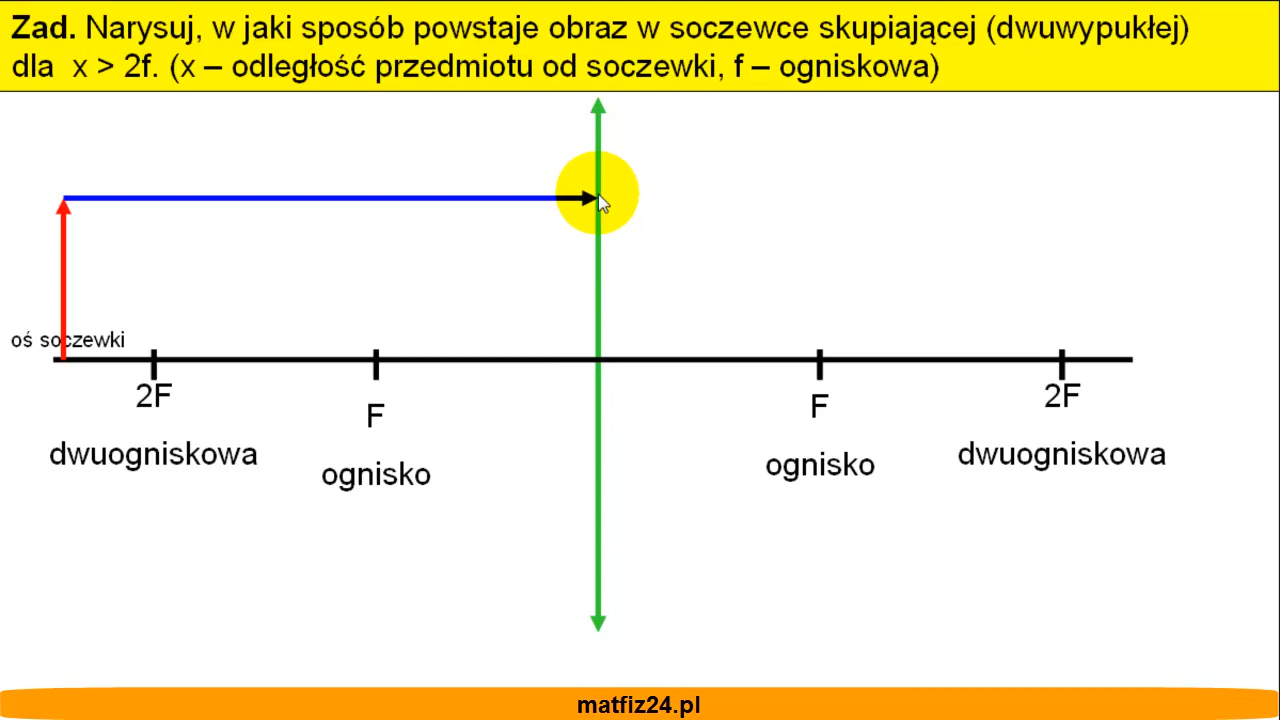 Zad. Narysuj, w jaki sposób powstaje obraz w soczewce skupiającej (dwuwypukłej)
dla x > 2f. (x – odległość przedmiotu od soczewki, f – ogniskowa)
oś soczewki
2F
F
F
2F
dwuogniskowa
ognisko
ognisko
dwuogniskowa
matfiz24.pl